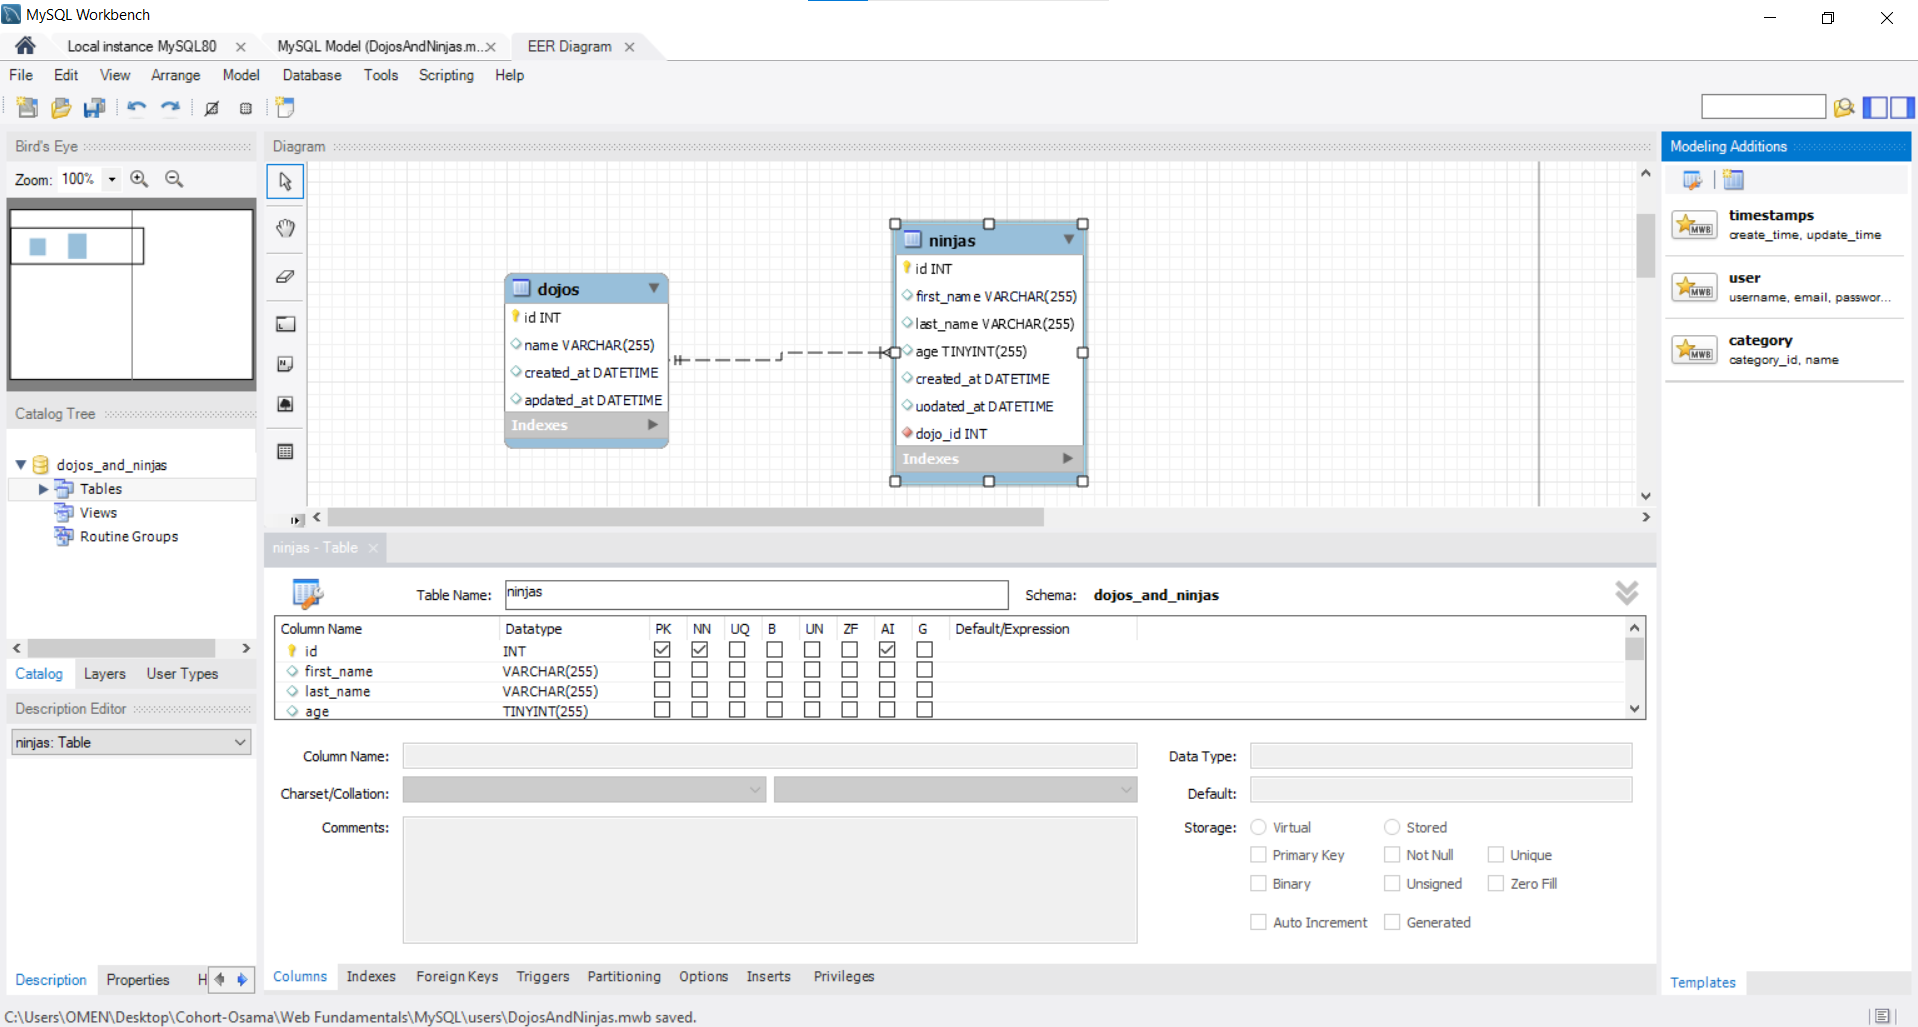 MySQL Workbench
Local instance MySQL80
MySQL Model (DojosAndNinjas.m...
EER Diagram
File Edit View Arrange Model Database Tools Scripting Help
Bird's Eye
Diagram
Modeling Additions
Zoom: 100%
timestamps
create_time, update_time
user
username, email, passwor...
category
category_id, name
dojos
id INT
name VARCHAR(255)
created_at DATETIME
apdated_at DATETIME
Indexes
ninjas
id INT
first_name VARCHAR(255)
last_name VARCHAR(255)
age TINYINT(255)
created_at DATETIME
uodated_at DATETIME
dojo_id INT
Indexes
Catalog Tree
dojos_and_ninjas
Tables
Views
Routine Groups
Catalog Layers User Types
Description Editor
ninjas: Table
Description Properties H
ninjas - Table
Table Name: ninjas Schema: dojos_and_ninjas
Column Name Datatype PK NN UQ B UN ZF AI G Default/Expression
id INT
first_name VARCHAR(255)
last_name VARCHAR(255)
age TINYINT(255)
Column Name: Data Type:
Charset/Collation: Default:
Comments: Storage: Virtual Stored
Primary Key Not Null Unique
Binary Unsigned Zero Fill
Auto Increment Generated
Columns Indexes Foreign Keys Triggers Partitioning Options Inserts Privileges
Templates
C:\Users\OMEN\Desktop\Cohort-Osama\Web Fundamentals\MySQL\users\DojosAndNinjas.mwb saved.